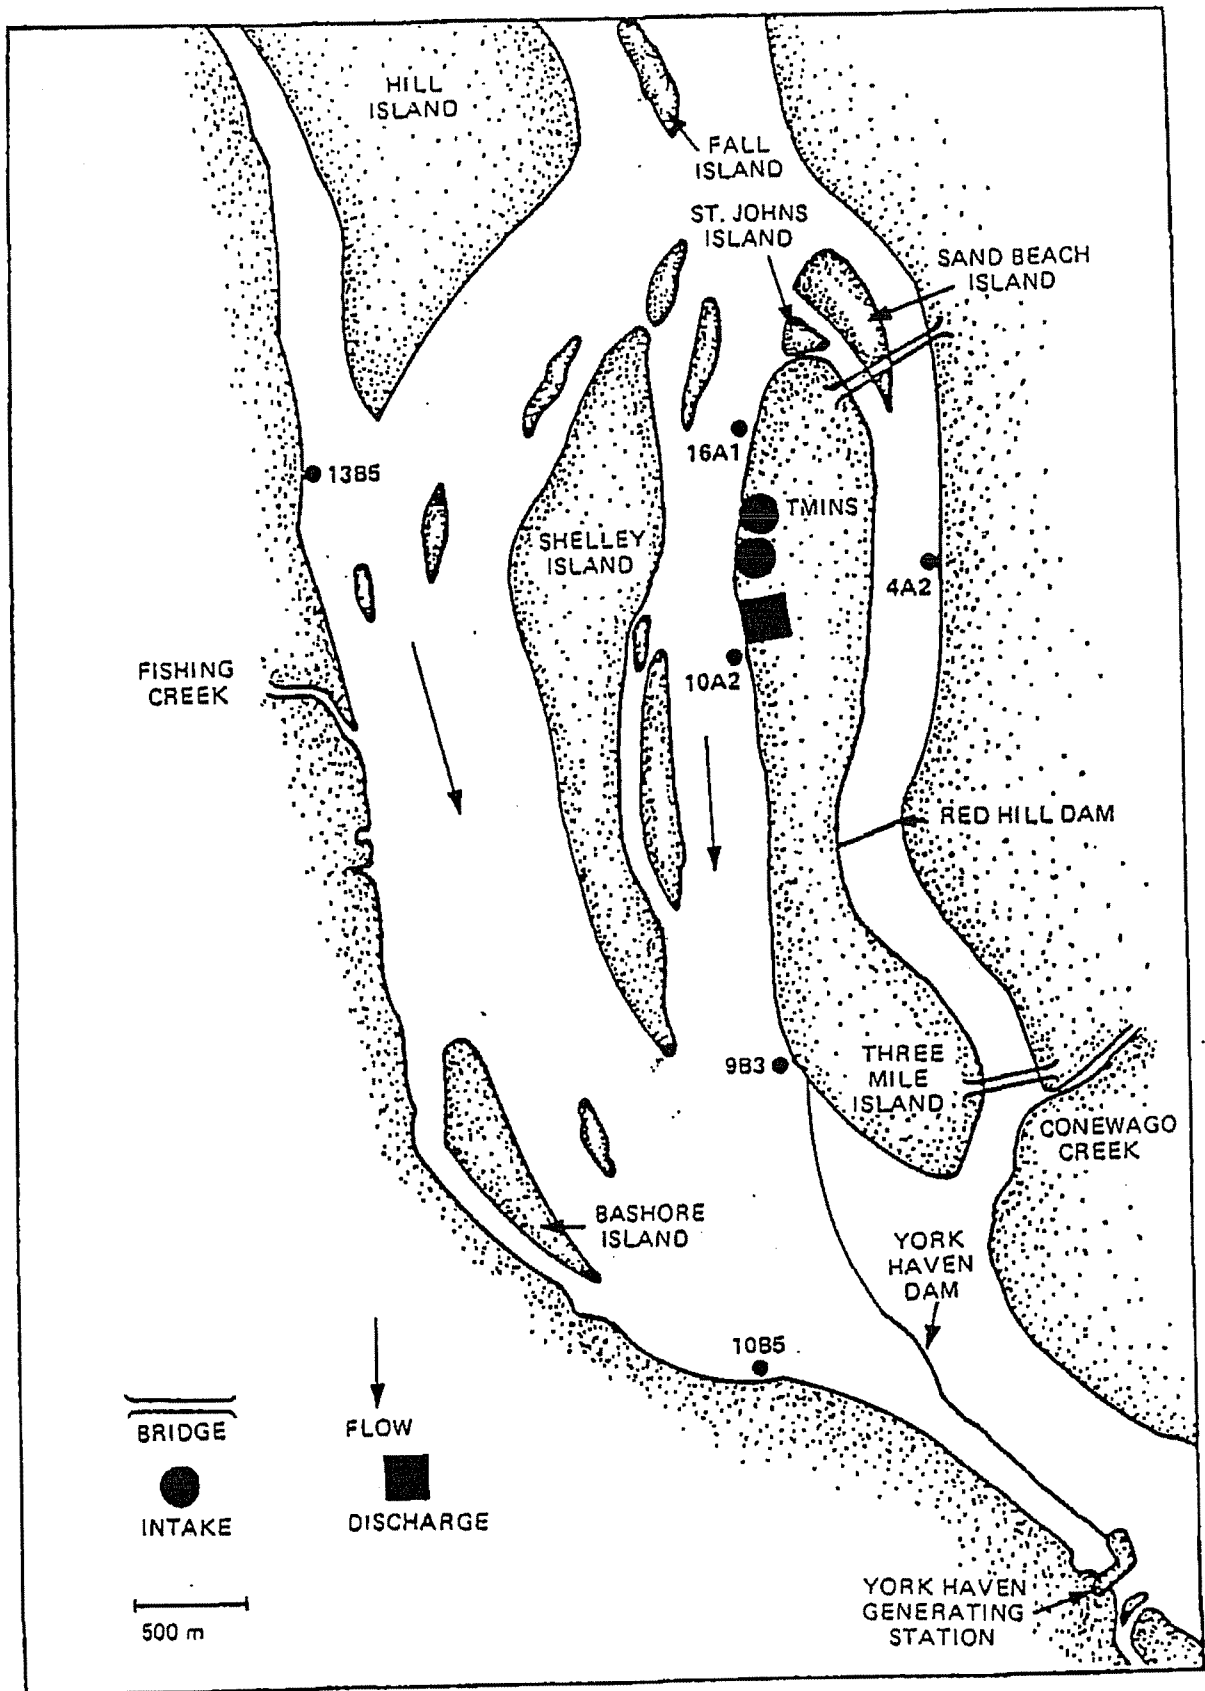 HILL
ISLAND
FALL
ISLAND
ST. JOHNS
ISLAND
SAND BEACH
ISLAND
16A1
13B5
TMINS
SHELLEY
ISLAND
4A2
FISHING
CREEK
10A2
RED HILL DAM
9B3
THREE
MILE
ISLAND
CONEWAGO
CREEK
BASHORE
ISLAND
YORK
HAVEN
DAM
10B5
BRIDGE
FLOW
INTAKE
DISCHARGE
500 m
YORK HAVEN
GENERATING
STATION